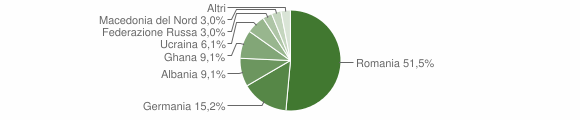 Altri
Macedonia del Nord 3,0%
Federazione Russa 3,0%
Ucraina 6,1%
Ghana 9,1%
Albania 9,1%
Germania 15,2%
Romania 51,5%